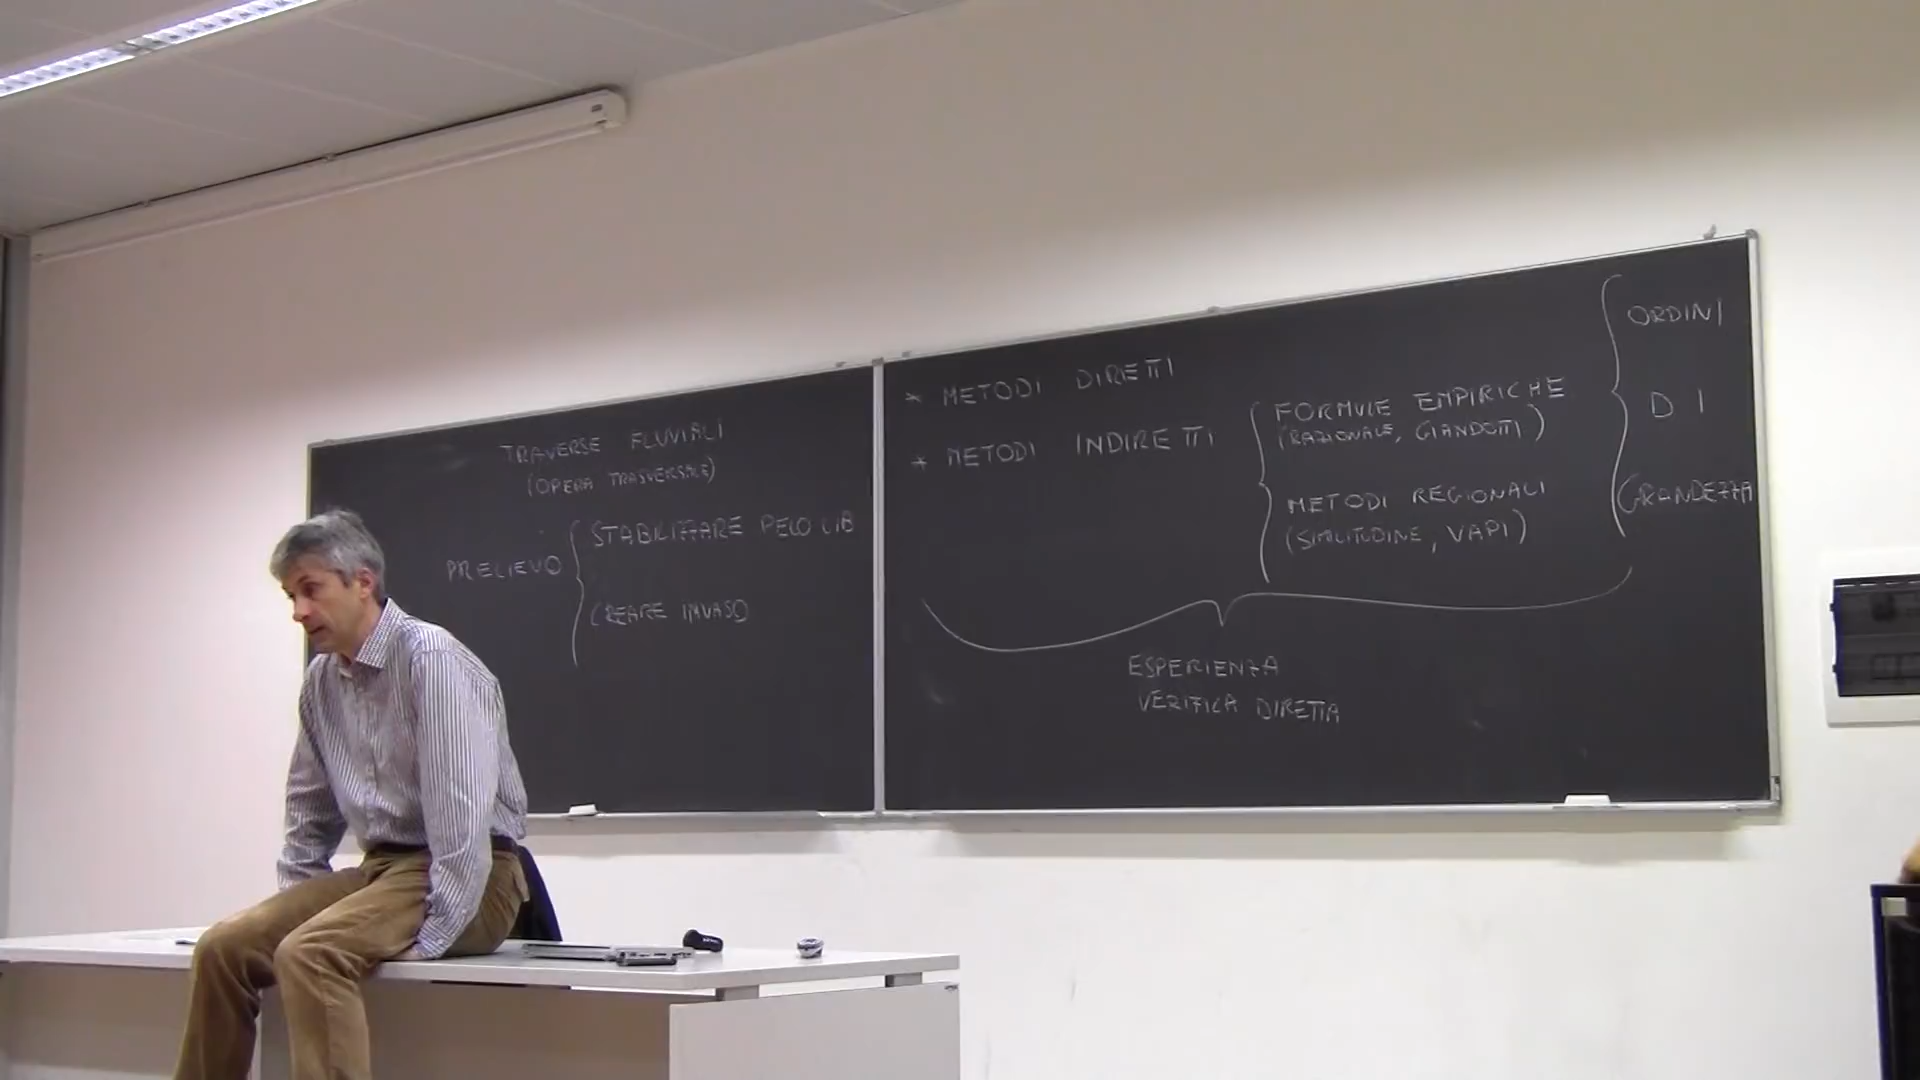 TRAVERSE FLUVIALI
(OPERA TRASVERSALE)
PRELIEVO
STABILIZZARE PELO LIB
CREARE INVASO
* METODI DIRETTI
* METODI INDIRETTI
FORMULE EMPIRICHE
(RAZIONALE, GIANDOTTI)
METODI REGIONALI
(SIMILITUDINE, VAPI)
ORDINI
DI
GRANDEZZA
ESPERIENZA
VERIFICA DIRETTA